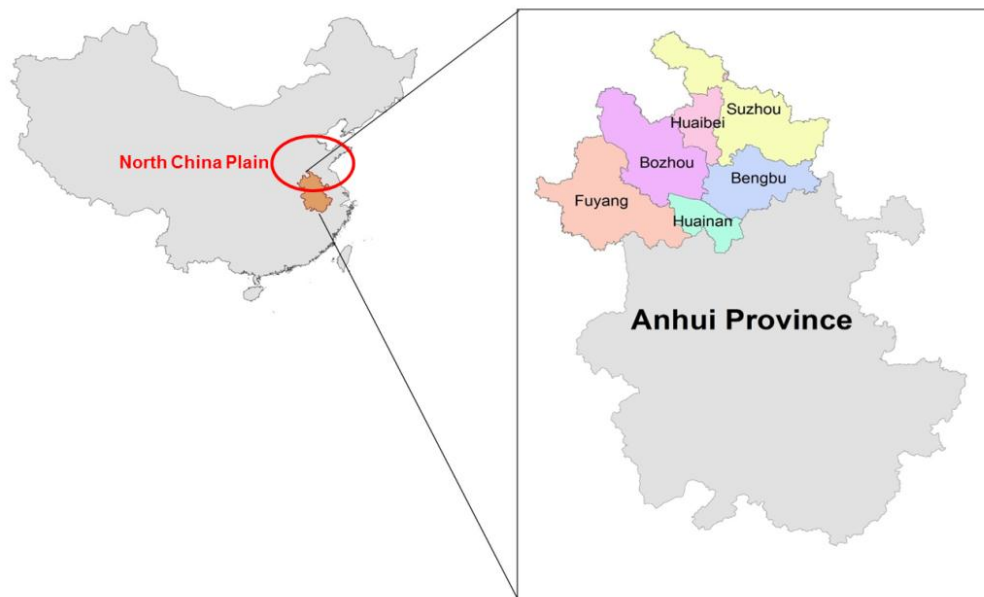 North China Plain
Suzhou
Huaibei
Bozhou
Bengbu
Fuyang
Huainan
Anhui Province